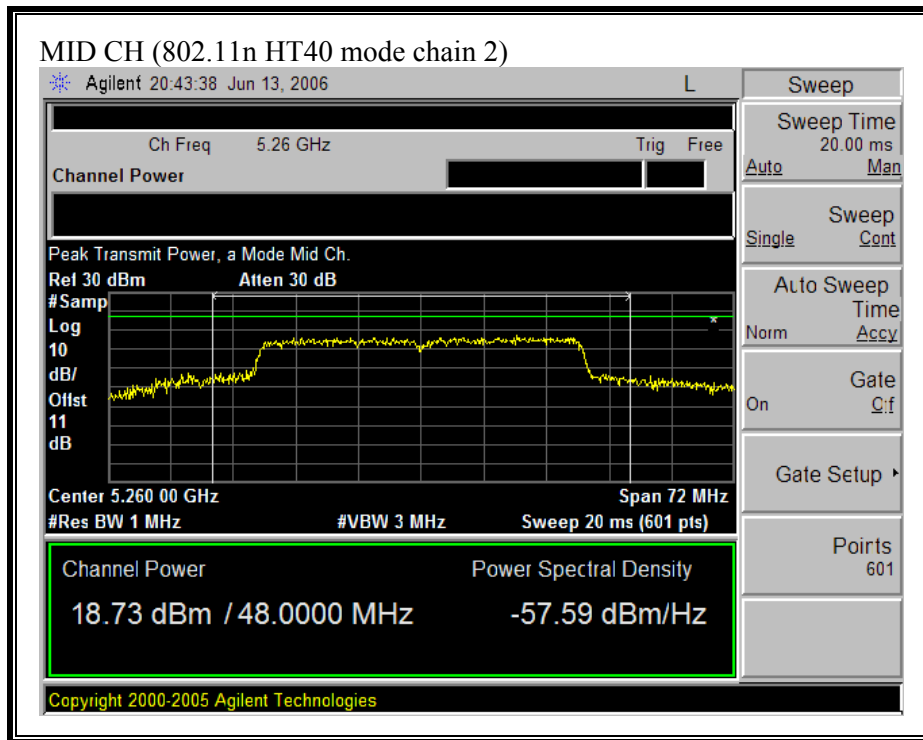 MID CH (802.11n HT40 mode chain 2)
Agilent 20:43:38 Jun 13, 2006 L
Ch Freq 5.26 GHz Trig Free
Channel Power
Peak Transmit Power, a Mode Mid Ch.
Ref 30 dBm Atten 30 dB
#Samp
Log
10
dB/
Offst
11
dB
Center 5.260 00 GHz Span 72 MHz
#Res BW 1 MHz #VBW 3 MHz Sweep 20 ms (601 pts)
Channel Power Power Spectral Density
18.73 dBm / 48.0000 MHz -57.59 dBm/Hz
Copyright 2000-2005 Agilent Technologies
Sweep
Sweep Time
20.00 ms
Auto Man
Sweep
Single Cont
Auto Sweep
Time
Norm Accy
Gate
On Off
Gate Setup
Points
601